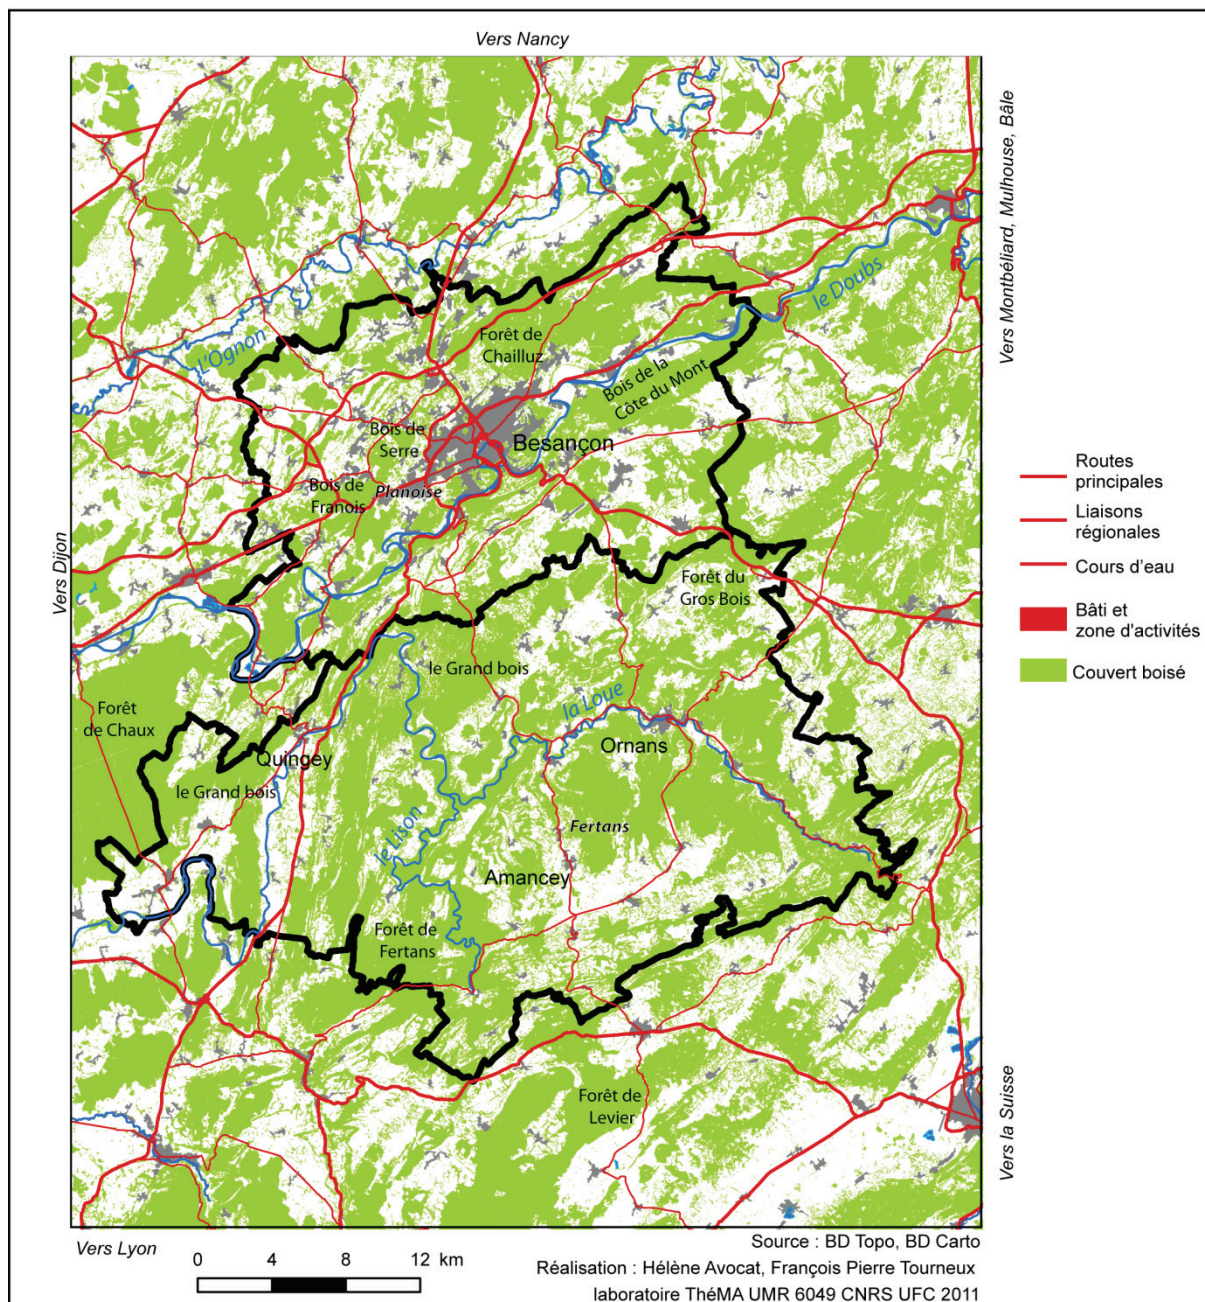 Vers Nancy
Vers Montbéliard, Mulhouse, Bâle
le Doubs
L'Ognon
Forêt de
Chailluz
Bois de la
Côte du Mont
Bois de
Serre
Besançon
Planoise
Bois de
Franois
Vers Dijon
Routes
principales
Liaisons
régionales
Cours d'eau
Bâti et
zone d'activités
Couvert boisé
Forêt du
Gros Bois
le Grand bois
Forêt
de Chaux
la Loue
Ornans
Quingey
le Grand bois
le Lison
Fertans
Amancey
Forêt de
Fertans
Forêt de
Levier
Vers la Suisse
Vers Lyon
0 4 8 12 km
Source : BD Topo, BD Carto
Réalisation : Hélène Avocat, François Pierre Tourneux
laboratoire ThéMA UMR 6049 CNRS UFC 2011